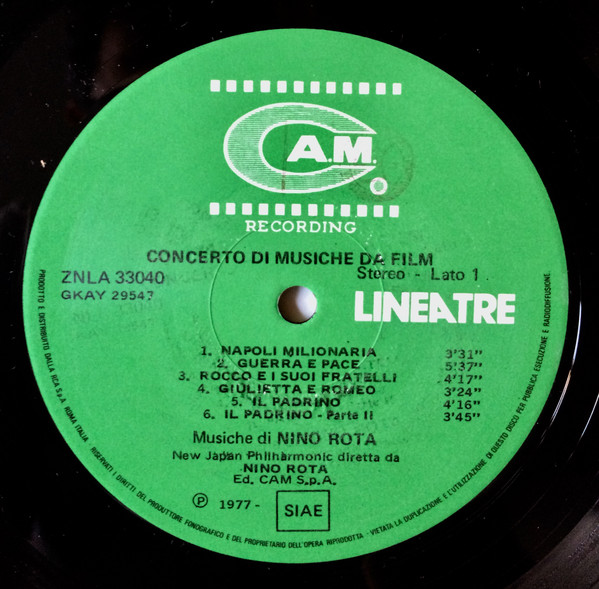 CAM.
RECORDING
CONCERTO DI MUSICHE DA FILM
ZNLA 33040
Stereo - Lato 1
GKAY 29547
LINEATRE
1. NAPOLI MILIONARIA 3'31"
2. GUERRA E PACE 5'37"
3. ROCCO E I SUOI FRATELLI 4'17"
4. GIULIETTA E ROMEO 3'24"
5. IL PADRINO 4'16"
6. IL PADRINO - Parte II 3'45"
Musiche di NINO ROTA
New Japan Philharmonic diretta da
NINO ROTA
Ed. CAM S.p.A.
Ⓟ 1977 - SIAE
PRODOTTO E DISTRIBUITO DALLA RCA S.p.A. ROMA ITALIA - RISERVATI I DIRITTI DEL PRODUTTORE FONOGRAFICO E DEL PROPRIETARIO DELL'OPERA RIPRODOTTA - VIETATA LA DUPLICAZIONE E L'UTILIZZAZIONE DI QUESTO DISCO PER PUBBLICA ESECUZIONE E RADIODIFFUSIONE.